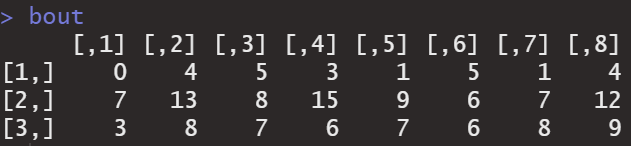 > bout
     [,1] [,2] [,3] [,4] [,5] [,6] [,7] [,8]
[1,]    0    4    5    3    1    5    1    4
[2,]    7   13    8   15    9    6    7   12
[3,]    3    8    7    6    7    6    8    9